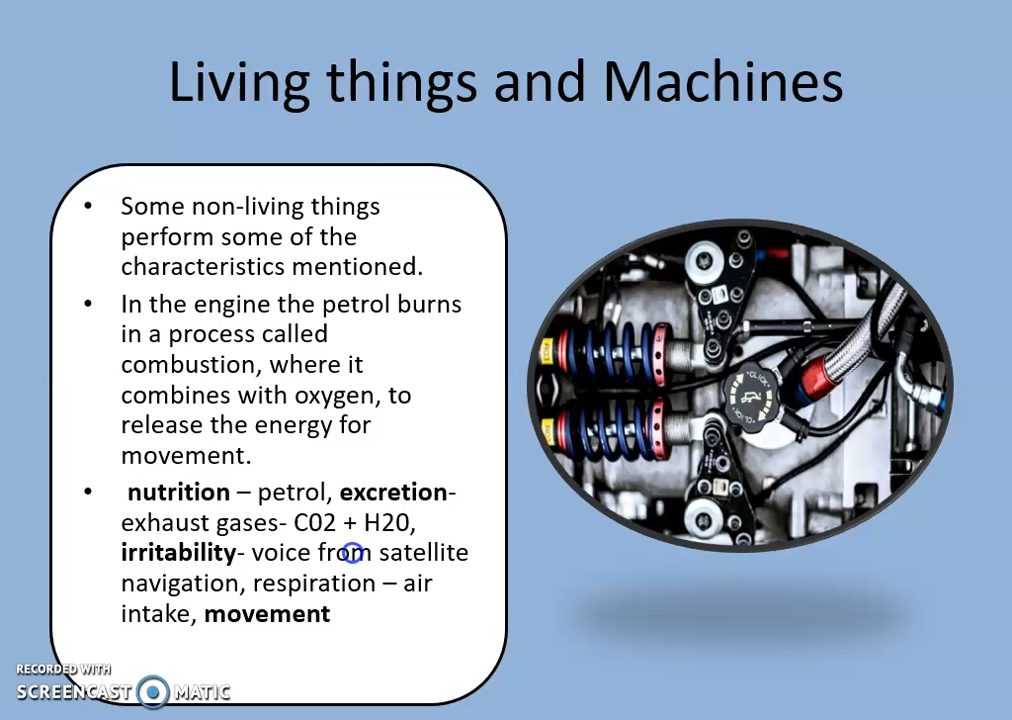 Living things and Machines
• Some non-living things
perform some of the
characteristics mentioned.
• In the engine the petrol burns
in a process called
combustion, where it
combines with oxygen, to
release the energy for
movement.
• nutrition – petrol, excretion-
exhaust gases- C02 + H20,
irritability- voice from satellite
navigation, respiration – air
intake, movement
CLICK
CLICK
RECORDED WITH
SCREENCAST MATIC